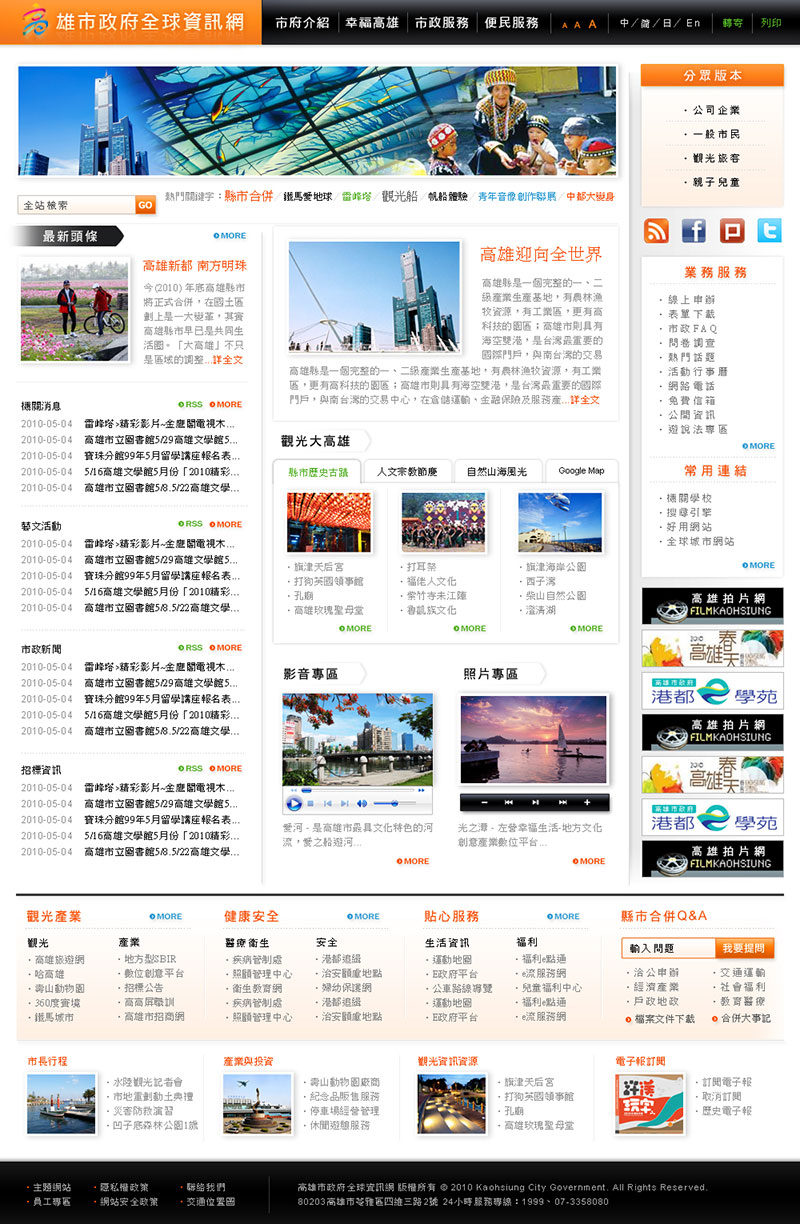 雄市政府全球資訊網
市府介紹 幸福高雄 市政服務 便民服務 A A A 中／簡／日／En 轉寄 列印
分眾版本
・公司企業
・一般市民
・觀光旅客
・親子兒童
全站檢索 GO
熱門關鍵字：縣市合併／鐵馬愛地球／雷峰塔／觀光船／帆船體驗／青年音像創作聯展／中都大變身
最新頭條
MORE
高雄新都 南方明珠
今(2010) 年底高雄縣市
將正式合併，在國土區
劃上是一大變革，其實
高雄縣市早已是共同生
活圈。「大高雄」不只
是區域的調整...詳全文
高雄迎向全世界
高雄縣是一個完整的一、二
級產業生產基地，有農林漁
牧資源，有工業區，更有高
科技的園區；高雄市則具有
海空雙港，是台灣最重要的
國際門戶，與南台灣的交易
高雄縣是一個完整的一、二級產業生產基地，有農林漁牧資源，有工業
區，更有高科技的園區；高雄市則具有海空雙港，是台灣最重要的國際
門戶，與南台灣的交易中心，在倉儲運輸、金融保險及服務產...詳全文
業務服務
・線上申辦
・表單下載
・市政FAQ
・問卷調查
・熱門話題
・活動行事曆
・網路電話
・免費信箱
・公開資訊
・遊說法專區
MORE
常用連結
・機關學校
・搜尋引擎
・好用網站
・全球城市網站
MORE
機關消息 RSS MORE
2010-05-04 雷峰塔>精彩影片~金鷹閣電視木...
2010-05-04 高雄市立圖書館5/29高雄文學館5...
2010-05-04 寶珠分館99年5月留學講座報名表...
2010-05-04 5/16高雄文學館5月份「2010精彩...
2010-05-04 高雄市立圖書館5/8.5/22高雄文學...
藝文活動 RSS MORE
2010-05-04 雷峰塔>精彩影片~金鷹閣電視木...
2010-05-04 高雄市立圖書館5/29高雄文學館5...
2010-05-04 寶珠分館99年5月留學講座報名表...
2010-05-04 5/16高雄文學館5月份「2010精彩...
2010-05-04 高雄市立圖書館5/8.5/22高雄文學...
市政新聞 RSS MORE
2010-05-04 雷峰塔>精彩影片~金鷹閣電視木...
2010-05-04 高雄市立圖書館5/29高雄文學館5...
2010-05-04 寶珠分館99年5月留學講座報名表...
2010-05-04 5/16高雄文學館5月份「2010精彩...
2010-05-04 高雄市立圖書館5/8.5/22高雄文學...
招標資訊 RSS MORE
2010-05-04 雷峰塔>精彩影片~金鷹閣電視木...
2010-05-04 高雄市立圖書館5/29高雄文學館5...
2010-05-04 寶珠分館99年5月留學講座報名表...
2010-05-04 5/16高雄文學館5月份「2010精彩...
2010-05-04 高雄市立圖書館5/8.5/22高雄文學...
觀光大高雄
縣市歷史古蹟 人文宗教節慶 自然山海風光 Google Map
・旗津天后宮
・打狗英國領事館
・孔廟
・高雄玫瑰聖母堂
MORE
・打耳祭
・福佬人文化
・紫竹寺未江陣
・魯凱族文化
MORE
・旗津海岸公園
・西子灣
・柴山自然公園
・澄清湖
MORE
影音專區
愛河 - 是高雄市最具文化特色的河
流，愛之船遊河...
MORE
照片專區
光之潭 - 左營幸福生活-地方文化
創意產業數位平台...
MORE
高雄拍片網
FILMKAOHSIUNG
2010 高雄春天
高雄市政府
港都e學苑
高雄拍片網
FILMKAOHSIUNG
2010 高雄春天
高雄市政府
港都e學苑
高雄拍片網
FILMKAOHSIUNG
觀光產業 MORE
觀光
・高雄旅遊網
・哈高雄
・壽山動物園
・360度實境
・鐵馬城市
產業
・地方型SBIR
・數位創意平台
・招標公告
・高高屏職訓
・高雄市招商網
健康安全 MORE
醫療衛生
・疾病管制處
・照顧管理中心
・衛生教育網
・疾病管制處
・照顧管理中心
安全
・港都追緝
・治安顧慮地點
・婦幼保護網
・港都追緝
・治安顧慮地點
貼心服務 MORE
生活資訊
・運動地圖
・E政府平台
・公車路線導覽
・運動地圖
・E政府平台
福利
・福利e點通
・e流服務網
・兒童福利中心
・福利e點通
・e流服務網
縣市合併Q&A
輸入問題 我要提問
・洽公申辦 ・交通運輸
・經濟產業 ・社會福利
・戶政地政 ・教育醫療
檔案文件下載 合併大事記
市長行程
・水陸觀光記者會
・市地重劃動土典禮
・災害防救演習
・凹子底森林公園1歲
產業與投資
・壽山動物園廠商
・紀念品販售服務
・停車場經營管理
・休閒遊憩服務
觀光資訊資源
・旗津天后宮
・打狗英國領事館
・孔廟
・高雄玫瑰聖母堂
電子報訂閱
・訂閱電子報
・取消訂閱
・歷史電子報
・主題網站 ・隱私權政策 ・聯絡我們
・員工專區 ・網站安全政策 ・交通位置圖
高雄市政府全球資訊網 版權所有 © 2010 Kaohsiung City Government. All Rights Reserved.
80203高雄市苓雅區四維三路2號 24小時服務專線：1999、07-3358080